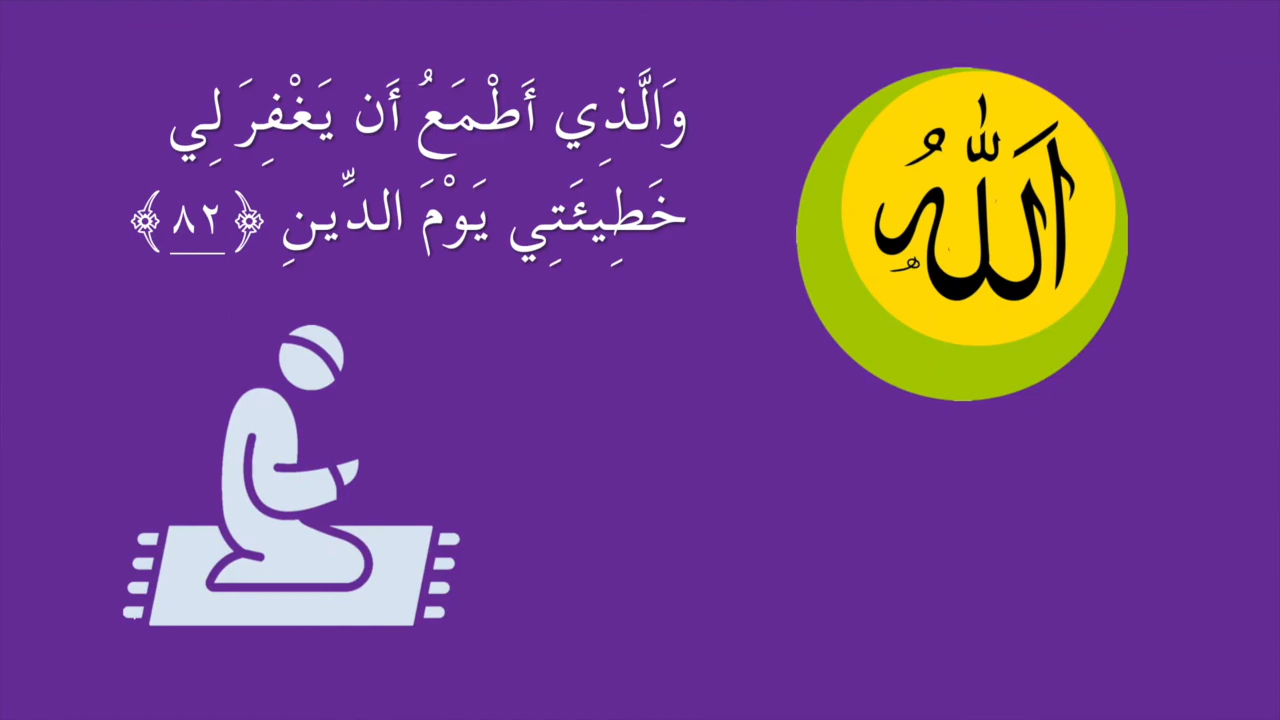 وَالَّذِي أَطْمَعُ أَن يَغْفِرَ لِي
خَطِيئَتِي يَوْمَ الدِّينِ ﴿٨٢﴾
اللّٰهُ